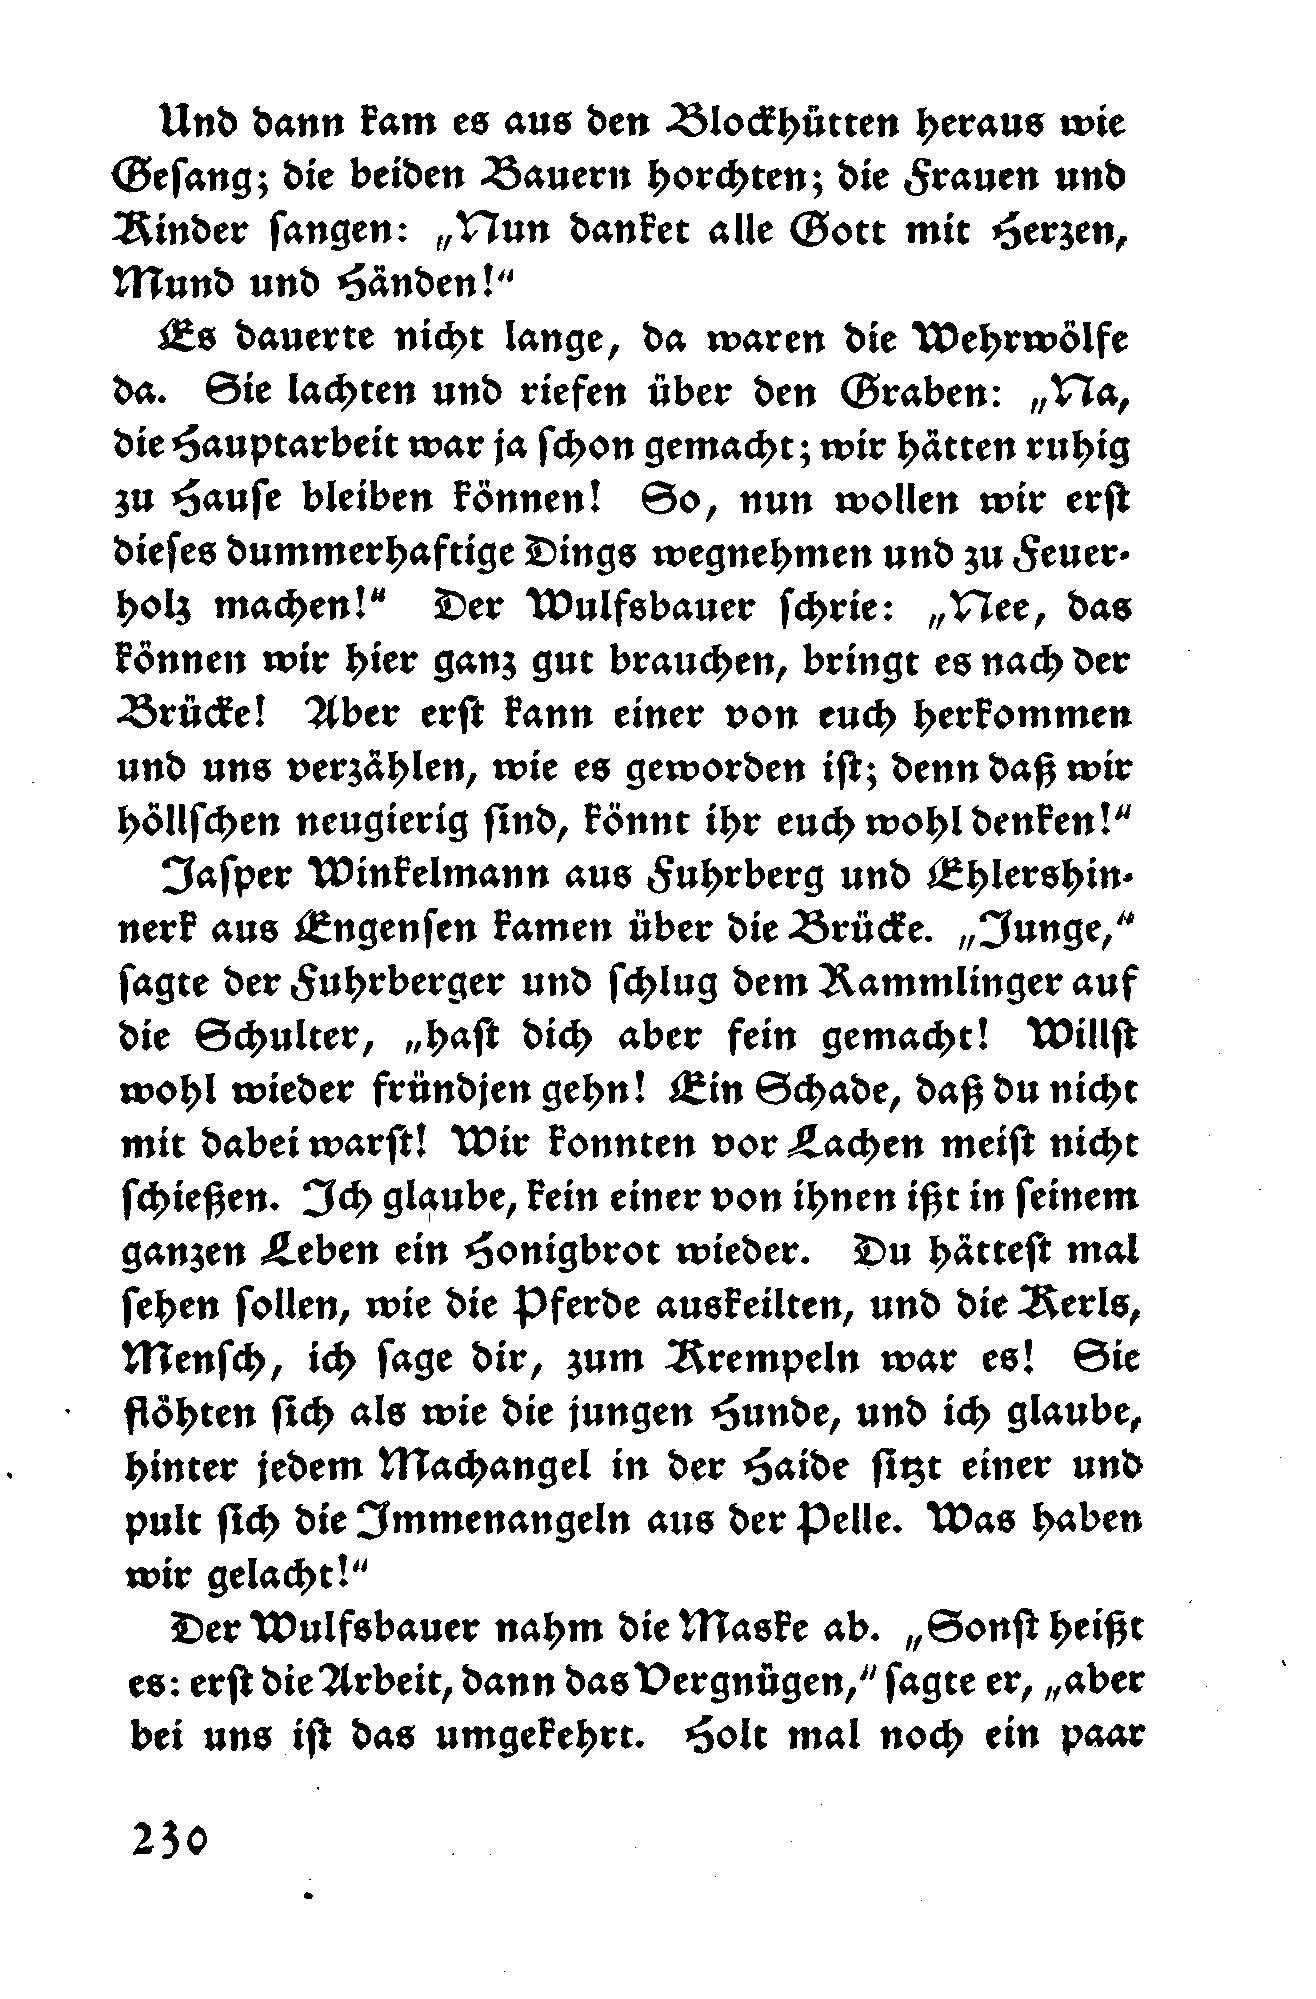 Und dann kam es aus den Blockhütten heraus wie
Gesang; die beiden Bauern horchten; die Frauen und
Kinder sangen: „Nun danket alle Gott mit Herzen,
Mund und Händen!“
Es dauerte nicht lange, da waren die Wehrwölfe
da. Sie lachten und riefen über den Graben: „Na,
die Hauptarbeit war ja schon gemacht; wir hätten ruhig
zu Hause bleiben können! So, nun wollen wir erst
dieses dummerhaftige Dings wegnehmen und zu Feuer-
holz machen!“ Der Wulfsbauer schrie: „Nee, das
können wir hier ganz gut brauchen, bringt es nach der
Brücke! Aber erst kann einer von euch herkommen
und uns verzählen, wie es geworden ist; denn daß wir
höllschen neugierig sind, könnt ihr euch wohl denken!“
Jasper Winkelmann aus Fuhrberg und Ehlershin-
nerk aus Engensen kamen über die Brücke. „Junge,“
sagte der Fuhrberger und schlug dem Rammlinger auf
die Schulter, „hast dich aber fein gemacht! Willst
wohl wieder fründjen gehn! Ein Schade, daß du nicht
mit dabei warst! Wir konnten vor Lachen meist nicht
schießen. Ich glaube, kein einer von ihnen ißt in seinem
ganzen Leben ein Honigbrot wieder. Du hättest mal
sehen sollen, wie die Pferde auskeilten, und die Kerls,
Mensch, ich sage dir, zum Krempeln war es! Sie
flöhten sich als wie die jungen Hunde, und ich glaube,
hinter jedem Machangel in der Haide sitzt einer und
pult sich die Immenangeln aus der Pelle. Was haben
wir gelacht!“
Der Wulfsbauer nahm die Maske ab. „Sonst heißt
es: erst die Arbeit, dann das Vergnügen,“ sagte er, „aber
bei uns ist das umgekehrt. Holt mal noch ein paar
230